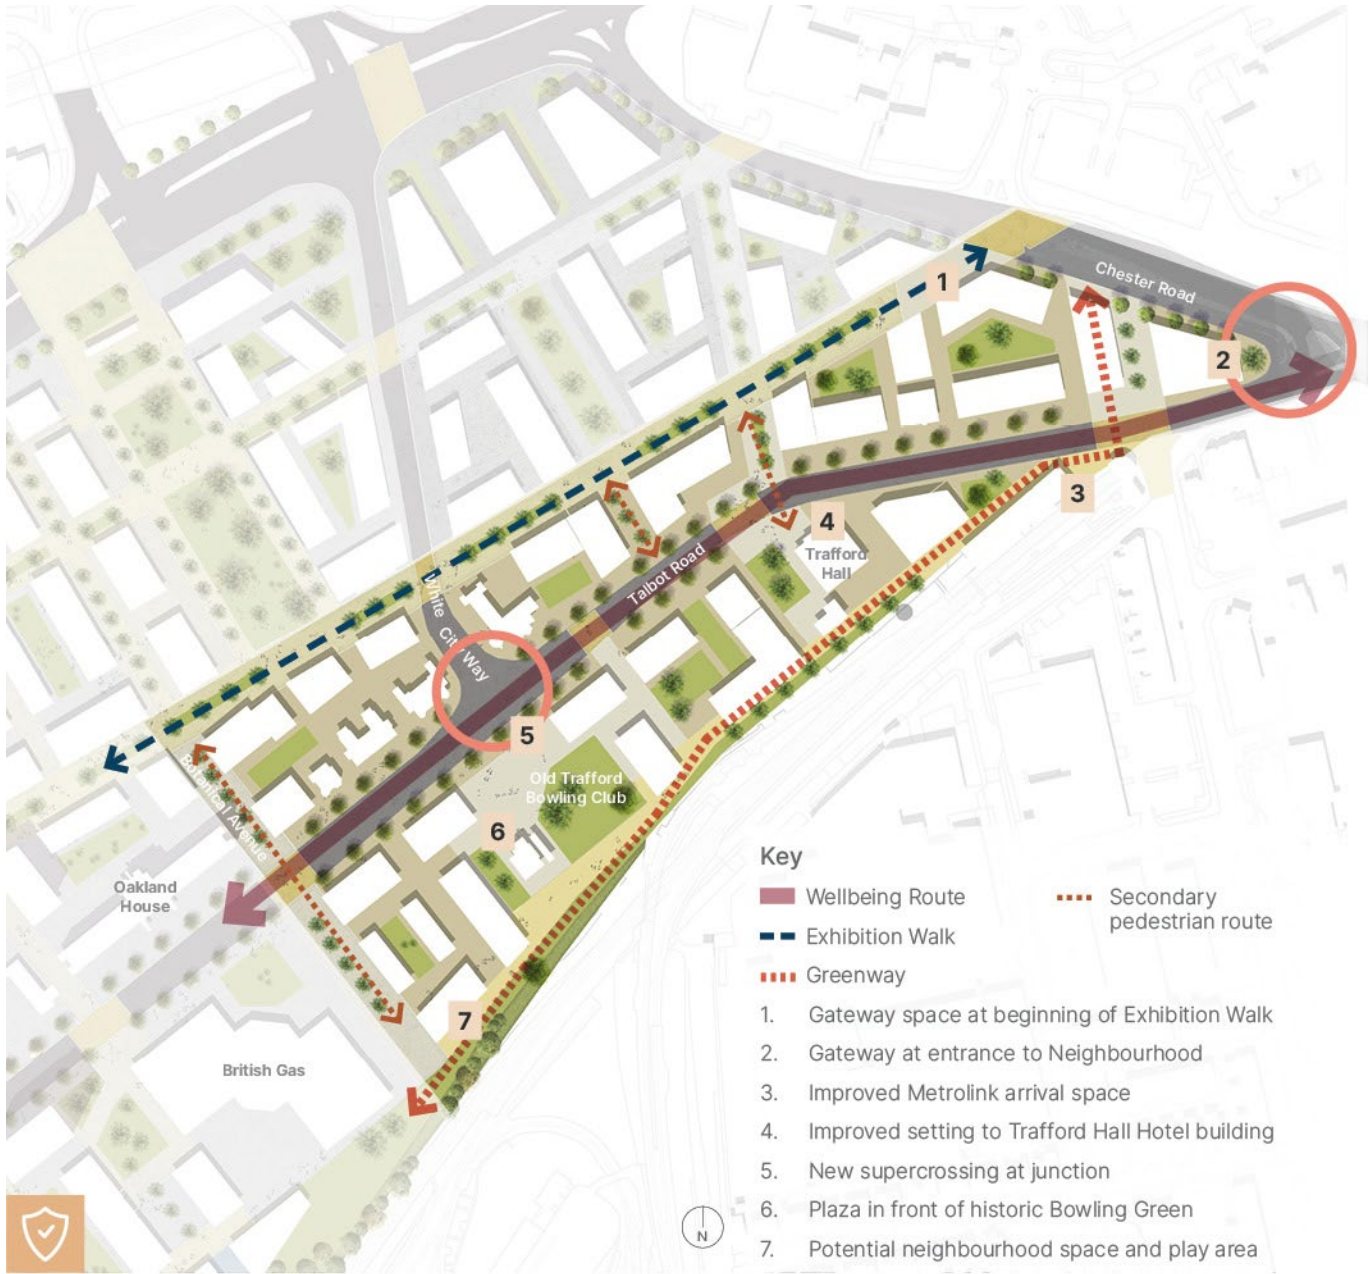 Chester Road
1
2
3
4
Trafford
Hall
Talbot Road
White City Way
5
Old Trafford
Bowling Club
6
Botanical Avenue
Oakland
House
7
British Gas
Key
Wellbeing Route
Exhibition Walk
Greenway
Secondary
pedestrian route
1. Gateway space at beginning of Exhibition Walk
2. Gateway at entrance to Neighbourhood
3. Improved Metrolink arrival space
4. Improved setting to Trafford Hall Hotel building
5. New supercrossing at junction
6. Plaza in front of historic Bowling Green
7. Potential neighbourhood space and play area
N